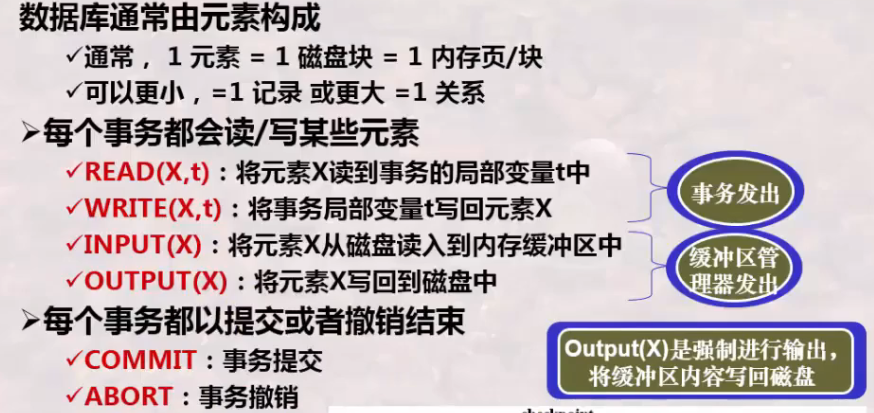 数据库通常由元素构成
✓通常，1 元素 = 1 磁盘块 = 1 内存页/块
✓可以更小，=1 记录 或更大 =1 关系
➢每个事务都会读/写某些元素
✓READ(X,t)：将元素X读到事务的局部变量t中
✓WRITE(X,t)：将事务局部变量t写回元素X
事务发出
✓INPUT(X)：将元素X从磁盘读入到内存缓冲区中
✓OUTPUT(X)：将元素X写回到磁盘中
缓冲区管
理器发出
➢每个事务都以提交或者撤销结束
✓COMMIT：事务提交
✓ABORT：事务撤销
Output(X)是强制进行输出，
将缓冲区内容写回磁盘
checkpoint